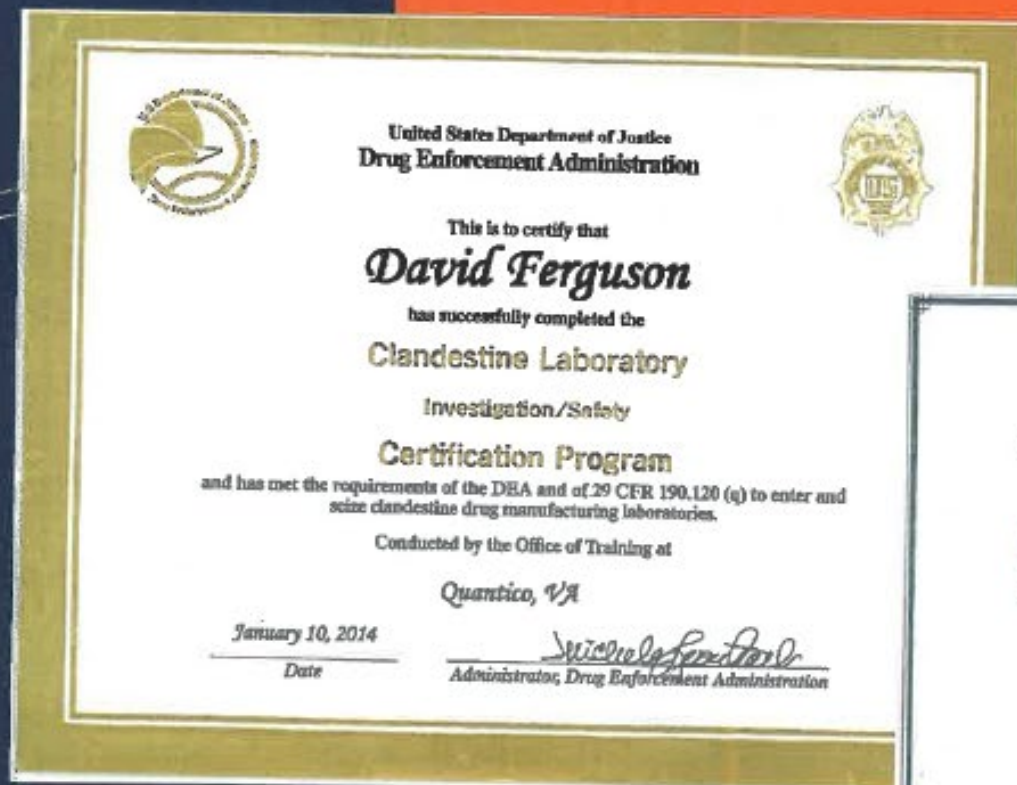 United States Department of Justice
Drug Enforcement Administration
This is to certify that
David Ferguson
has successfully completed the
Clandestine Laboratory
Investigation/Safety
Certification Program
and has met the requirements of the DEA and of 29 CFR 190.120 (q) to enter and
seize clandestine drug manufacturing laboratories.
Conducted by the Office of Training at
Quantico, VA
January 10, 2014
Date
Administrator, Drug Enforcement Administration